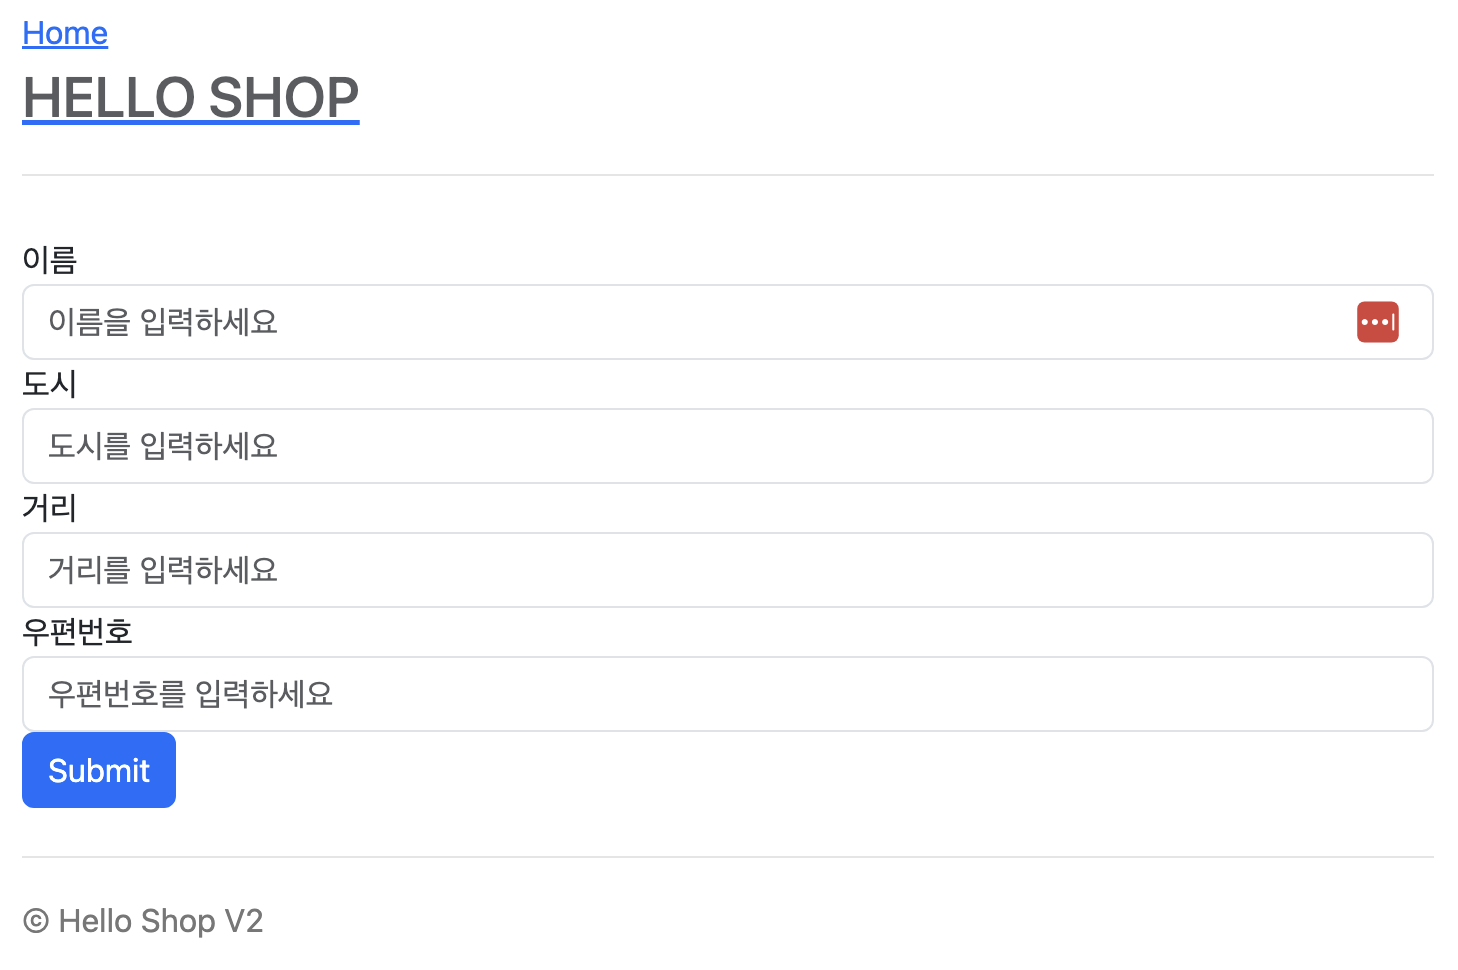 Home
HELLO SHOP
이름
이름을 입력하세요
도시
도시를 입력하세요
거리
거리를 입력하세요
우편번호
우편번호를 입력하세요
Submit
© Hello Shop V2